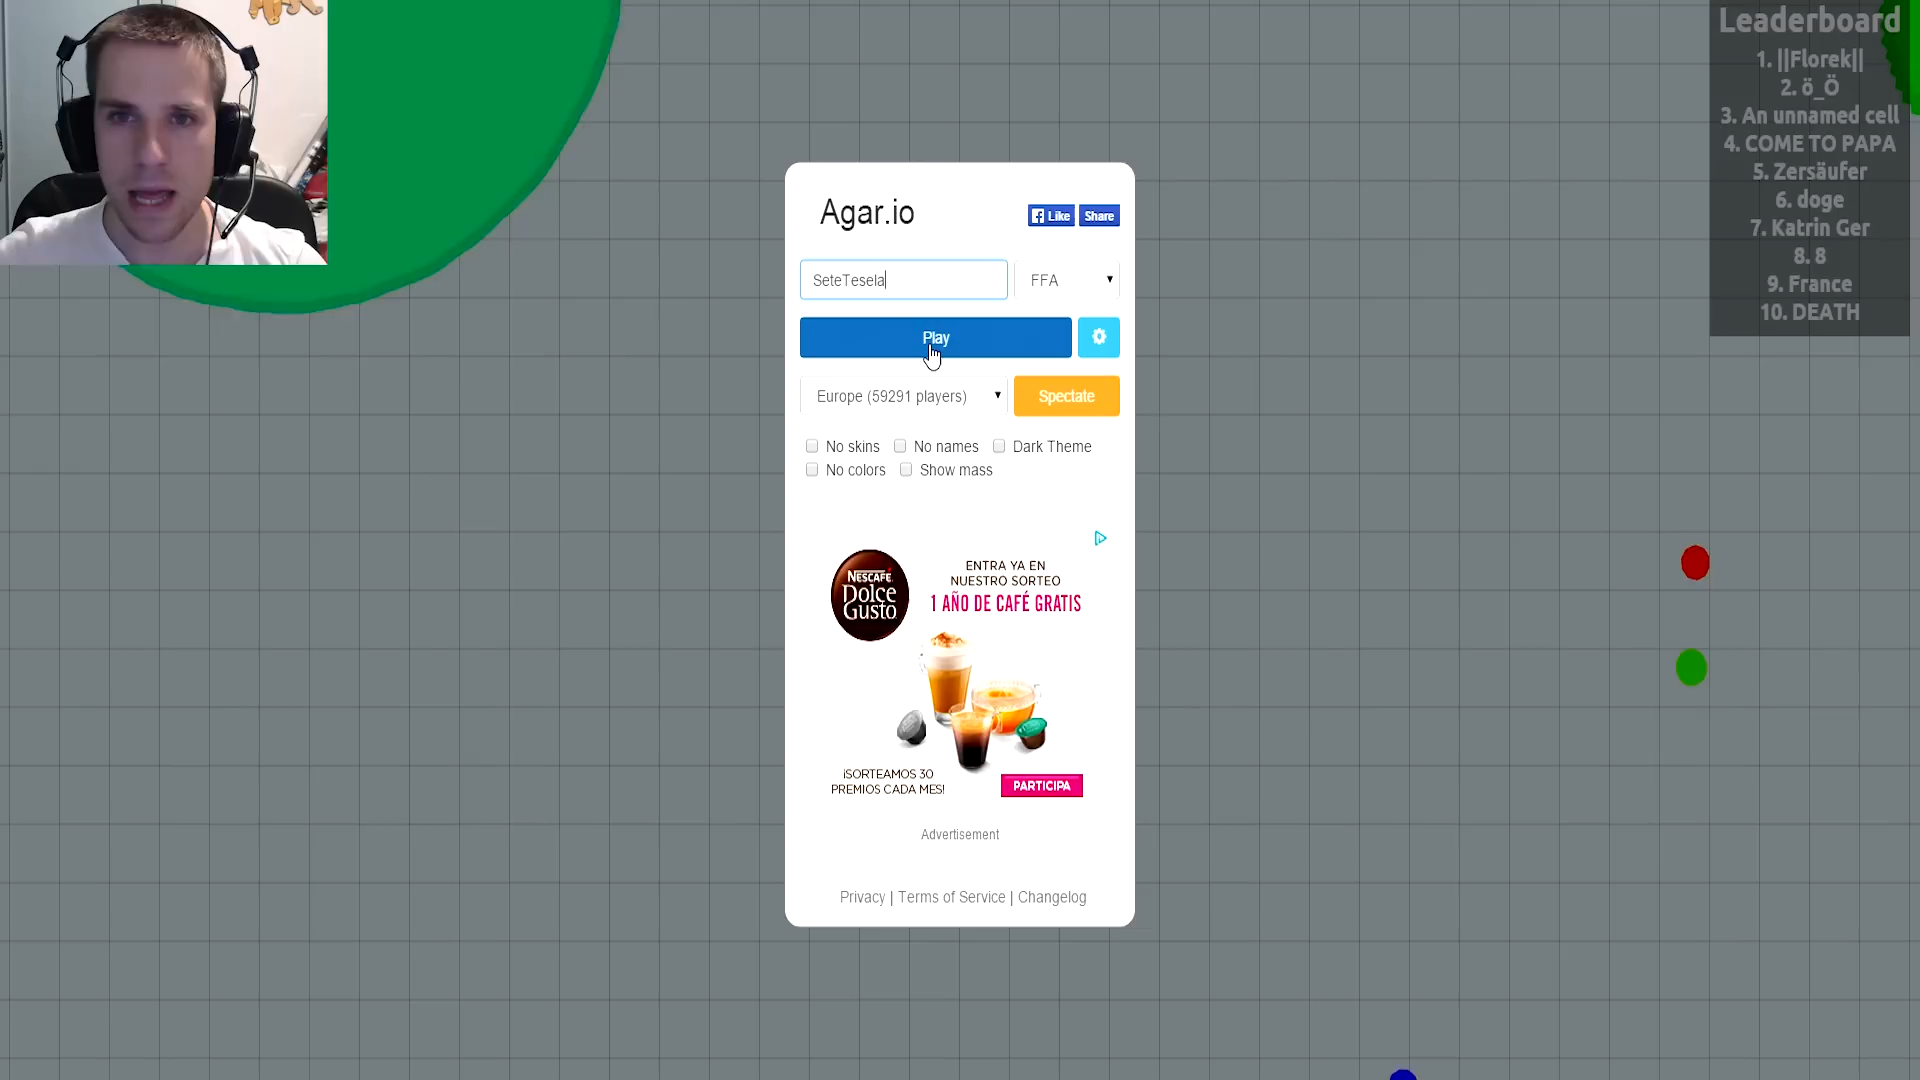 Leaderboard
1. ||Florek||
2. ö_Ö
3. An unnamed cell
4. COME TO PAPA
5. Zersäufer
6. doge
7. Katrin Ger
8. 8
9. France
10. DEATH
Agar.io
Like
Share
SeteTesela
FFA
Play
Europe (59291 players)
Spectate
No skins
No names
Dark Theme
No colors
Show mass
NESCAFÉ
Dolce
Gusto
ENTRA YA EN
NUESTRO SORTEO
1 AÑO DE CAFÉ GRATIS
¡SORTEAMOS 30
PREMIOS CADA MES!
PARTICIPA
Advertisement
Privacy | Terms of Service | Changelog